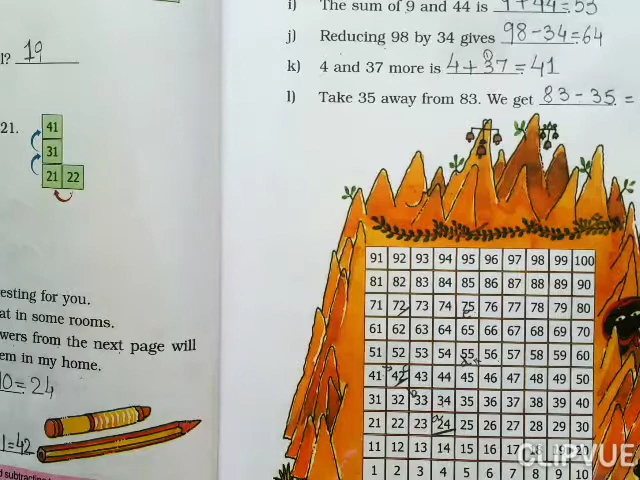 l? 19
21.
41
31
21 22
esting for you.
at in some rooms.
wers from the next page will
em in my home.
10 = 24
1 = 42
i) The sum of 9 and 44 is 9 + 44 = 53
j) Reducing 98 by 34 gives 98 - 34 = 64
k) 4 and 37 more is 4 + 37 = 41
l) Take 35 away from 83. We get 83 - 35 =
91 92 93 94 95 96 97 98 99 100
81 82 83 84 85 86 87 88 89 90
71 72 73 74 75 76 77 78 79 80
61 62 63 64 65 66 67 68 69 70
51 52 53 54 55 56 57 58 59 60
41 42 43 44 45 46 47 48 49 50
31 32 33 34 35 36 37 38 39 40
21 22 23 24 25 26 27 28 29 30
11 12 13 14 15 16 17 18 19 20
1 2 3 4 5 6 7 8 9 10
CLIPVUE